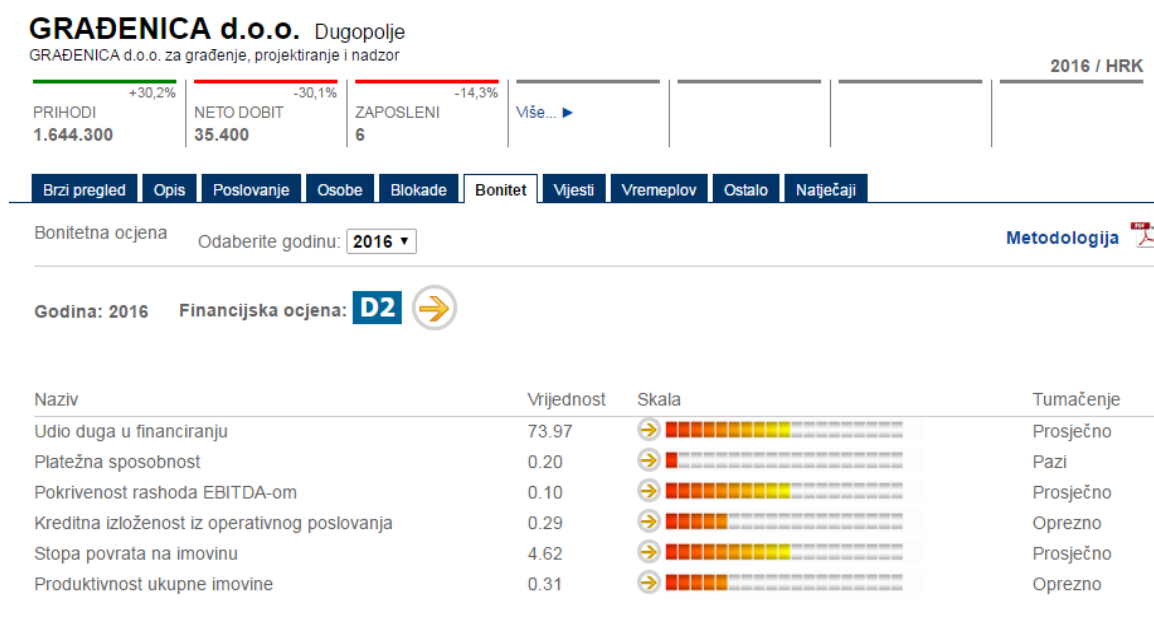 GRAĐENICA d.o.o. Dugopolje
GRAĐENICA d.o.o. za građenje, projektiranje i nadzor
2016 / HRK
+30,2% -30,1% -14,3%
PRIHODI NETO DOBIT ZAPOSLENI Više... ►
1.644.300 35.400 6
Brzi pregled Opis Poslovanje Osobe Blokade Bonitet Vijesti Vremeplov Ostalo Natječaji
Bonitetna ocjena Odaberite godinu: 2016 ▼ Metodologija PDF
Godina: 2016 Financijska ocjena: D2
Naziv Vrijednost Skala Tumačenje
Udio duga u financiranju 73.97 Prosječno
Platežna sposobnost 0.20 Pazi
Pokrivenost rashoda EBITDA-om 0.10 Prosječno
Kreditna izloženost iz operativnog poslovanja 0.29 Oprezno
Stopa povrata na imovinu 4.62 Prosječno
Produktivnost ukupne imovine 0.31 Oprezno